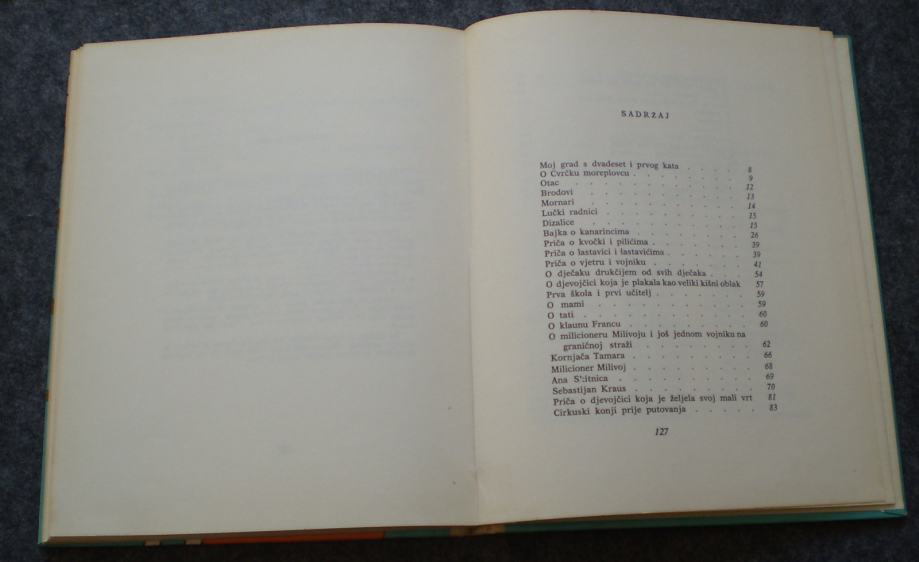 SADRŽAJ
Moj grad s dvadeset i prvog kata . . . . 8
O Cvrčku moreplovcu . . . . . . . 9
Otac . . . . . . . . . . 12
Brodovi . . . . . . . . . . 13
Mornari . . . . . . . . . . 14
Lučki radnici . . . . . . . . . 15
Dizalice . . . . . . . . . . 15
Bajka o kanarincima . . . . . . . 26
Priča o kvočki i pilićima . . . . . . 39
Priča o lastavici i lastavićima . . . . . 39
Priča o vjetru i vojniku . . . . . . 41
O dječaku drukčijem od svih dječaka . . . 54
O djevojčici koja je plakala kao veliki kišni oblak 57
Prva škola i prvi učitelj . . . . . . 59
O mami . . . . . . . . . . 59
O tati . . . . . . . . . . 60
O klaunu Francu . . . . . . . . 60
O milicioneru Milivoju i još jednom vojniku na
graničnoj straži . . . . . . . 62
Kornjača Tamara . . . . . . . . 66
Milicioner Milivoj . . . . . . . . 68
Ana S':itnica . . . . . . . . . 69
Sebastijan Kraus . . . . . . . . 70
Priča o djevojčici koja je željela svoj mali vrt 81
Cirkuski konji prije putovanja . . . . . 83
127